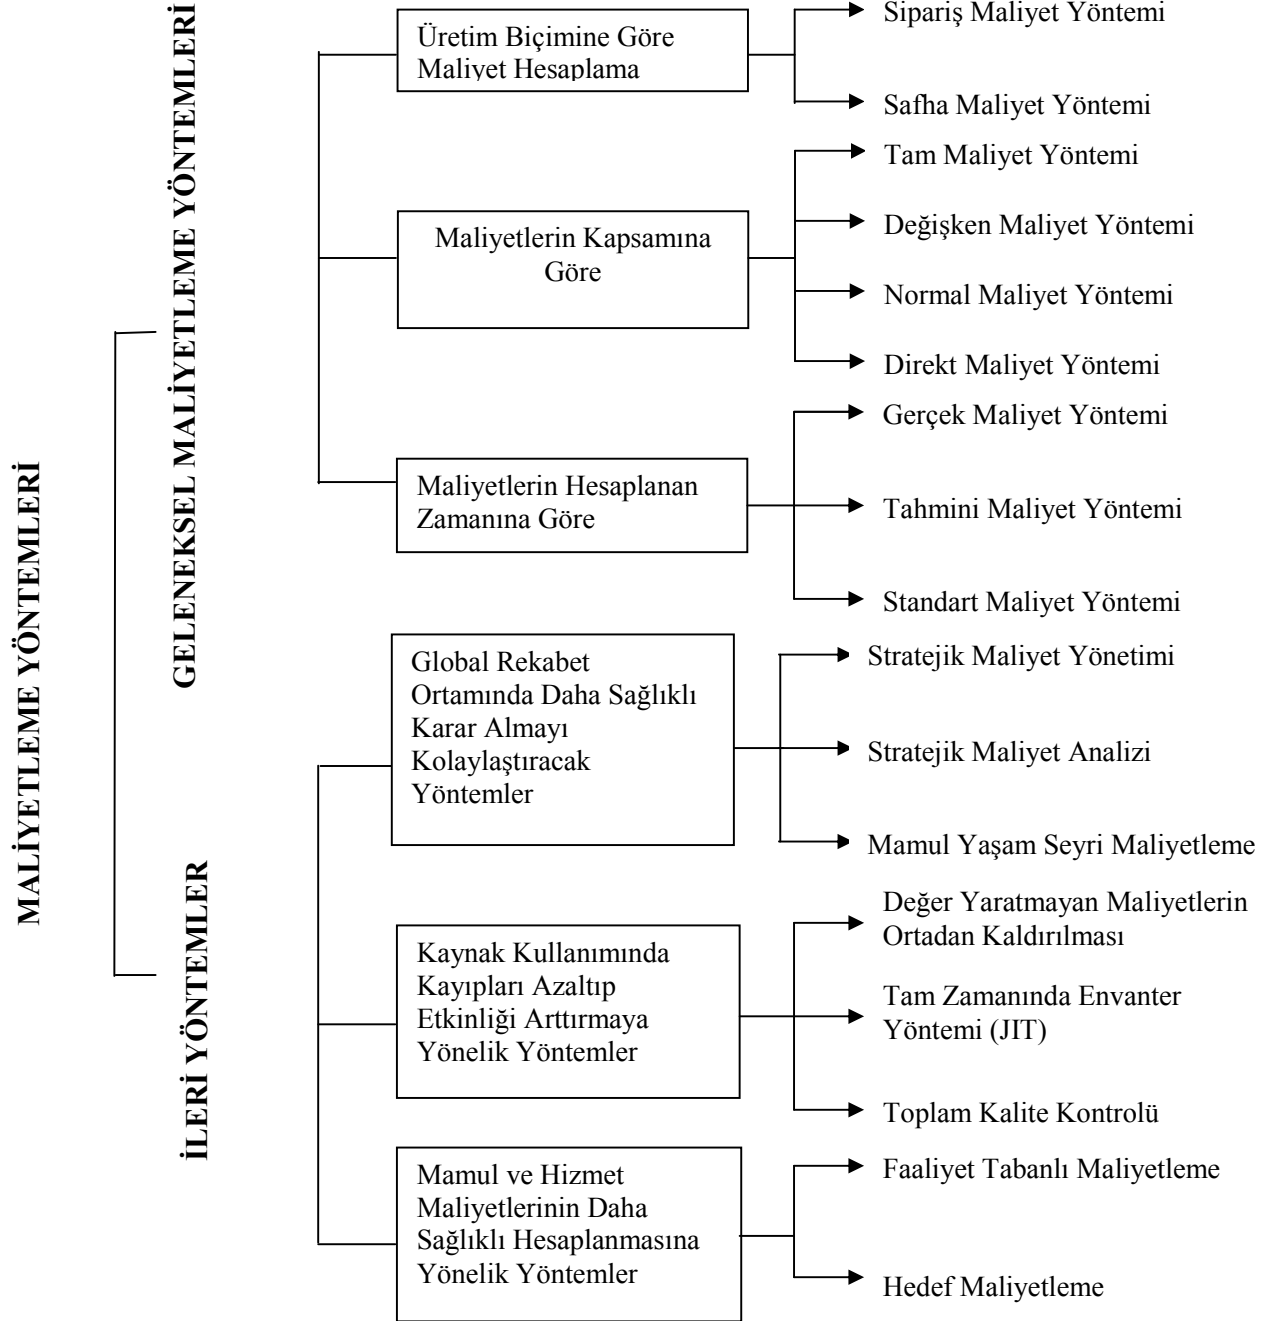 MALİYETLEME YÖNTEMLERİ
GELENEKSEL MALİYETLEME YÖNTEMLERİ
Üretim Biçimine Göre
Maliyet Hesaplama
Sipariş Maliyet Yöntemi
Safha Maliyet Yöntemi
Maliyetlerin Kapsamına
Göre
Tam Maliyet Yöntemi
Değişken Maliyet Yöntemi
Normal Maliyet Yöntemi
Direkt Maliyet Yöntemi
Maliyetlerin Hesaplanan
Zamanına Göre
Gerçek Maliyet Yöntemi
Tahmini Maliyet Yöntemi
Standart Maliyet Yöntemi
İLERİ YÖNTEMLER
Global Rekabet
Ortamında Daha Sağlıklı
Karar Almayı
Kolaylaştıracak
Yöntemler
Stratejik Maliyet Yönetimi
Stratejik Maliyet Analizi
Mamul Yaşam Seyri Maliyetleme
Kaynak Kullanımında
Kayıpları Azaltıp
Etkinliği Arttırmaya
Yönelik Yöntemler
Değer Yaratmayan Maliyetlerin
Ortadan Kaldırılması
Tam Zamanında Envanter
Yöntemi (JIT)
Toplam Kalite Kontrolü
Mamul ve Hizmet
Maliyetlerinin Daha
Sağlıklı Hesaplanmasına
Yönelik Yöntemler
Faaliyet Tabanlı Maliyetleme
Hedef Maliyetleme